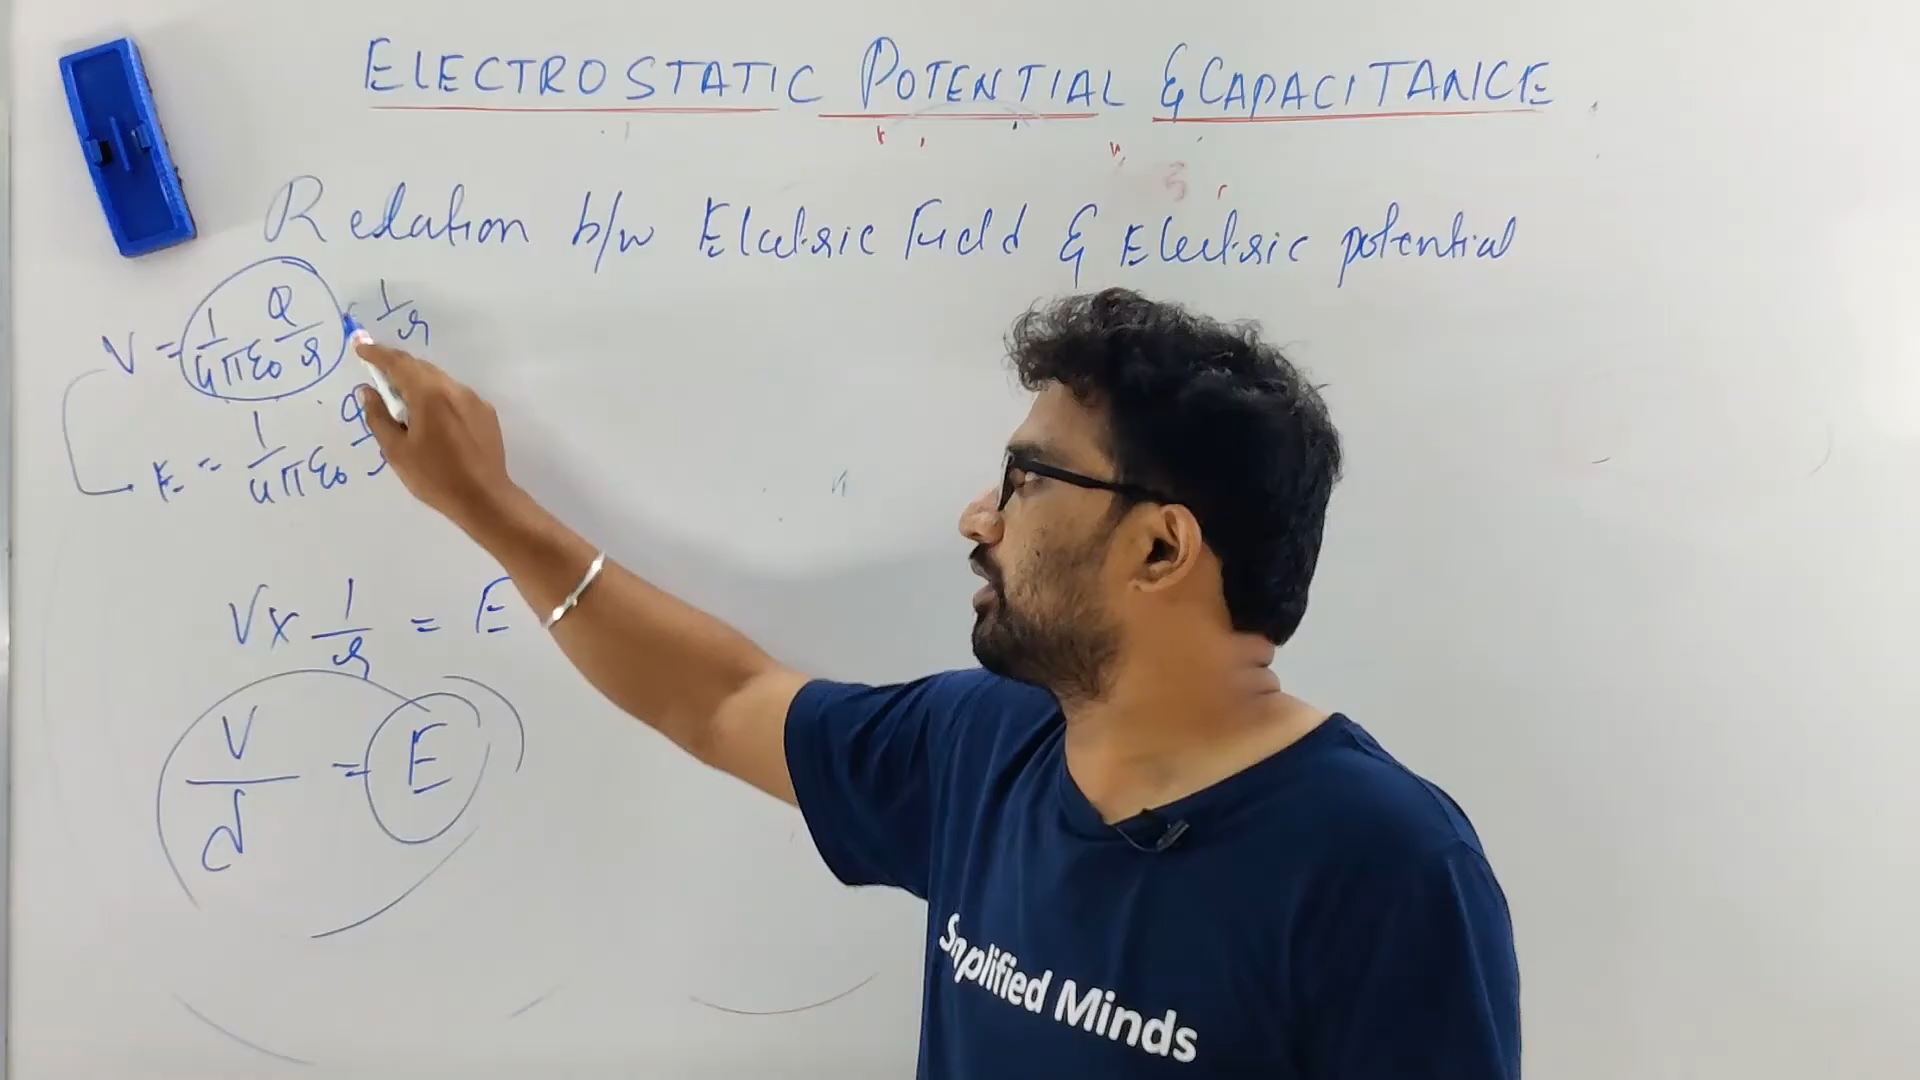 ELECTROSTATIC POTENTIAL & CAPACITANCE
Relation b/w Electric Field & Electric potential
V = 1/4πε₀ Q/r 1/r
E = 1/4πε₀ Q
V x 1/r = E
V/d = E
Simplified Minds